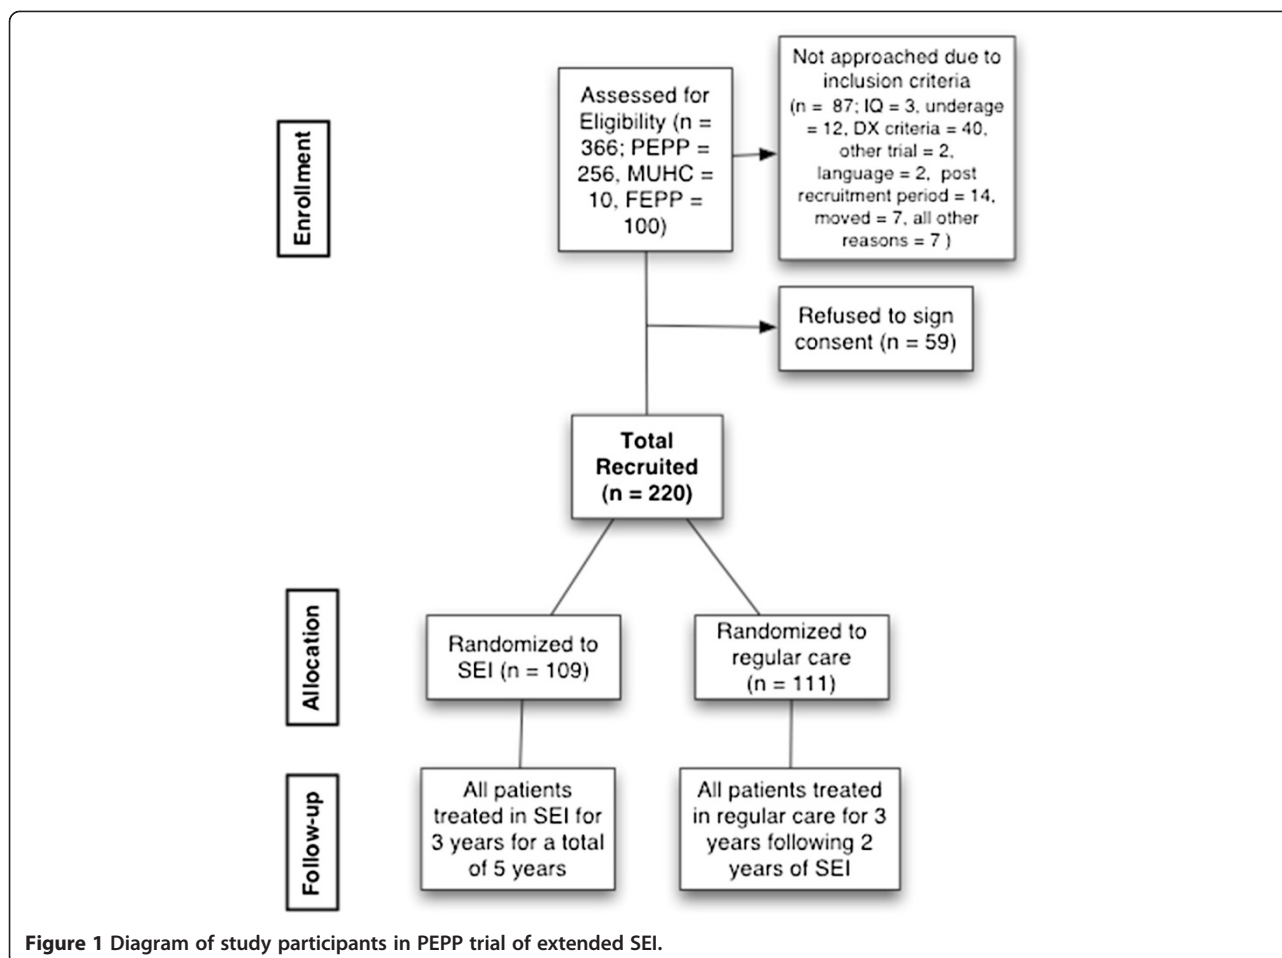 Enrollment
Assessed for
Eligibility (n =
366; PEPP =
256, MUHC =
10, FEPP =
100)
Not approached due to
inclusion criteria
(n = 87; IQ = 3, underage
= 12, DX criteria = 40,
other trial = 2,
language = 2, post
recruitment period = 14,
moved = 7, all other
reasons = 7 )
Refused to sign
consent (n = 59)
Total
Recruited
(n = 220)
Allocation
Randomized to
SEI (n = 109)
Randomized to
regular care
(n = 111)
Follow-up
All patients
treated in SEI for
3 years for a total
of 5 years
All patients treated
in regular care for 3
years following 2
years of SEI
Figure 1 Diagram of study participants in PEPP trial of extended SEI.